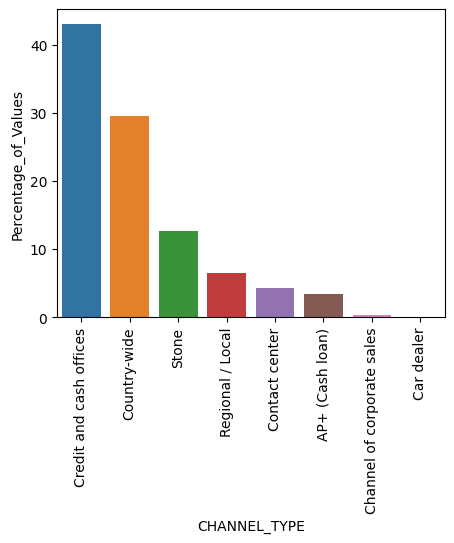 Percentage_of_Values
40
30
20
10
0
Credit and cash offices
Country-wide
Stone
Regional / Local
Contact center
AP+ (Cash loan)
Channel of corporate sales
Car dealer
CHANNEL_TYPE